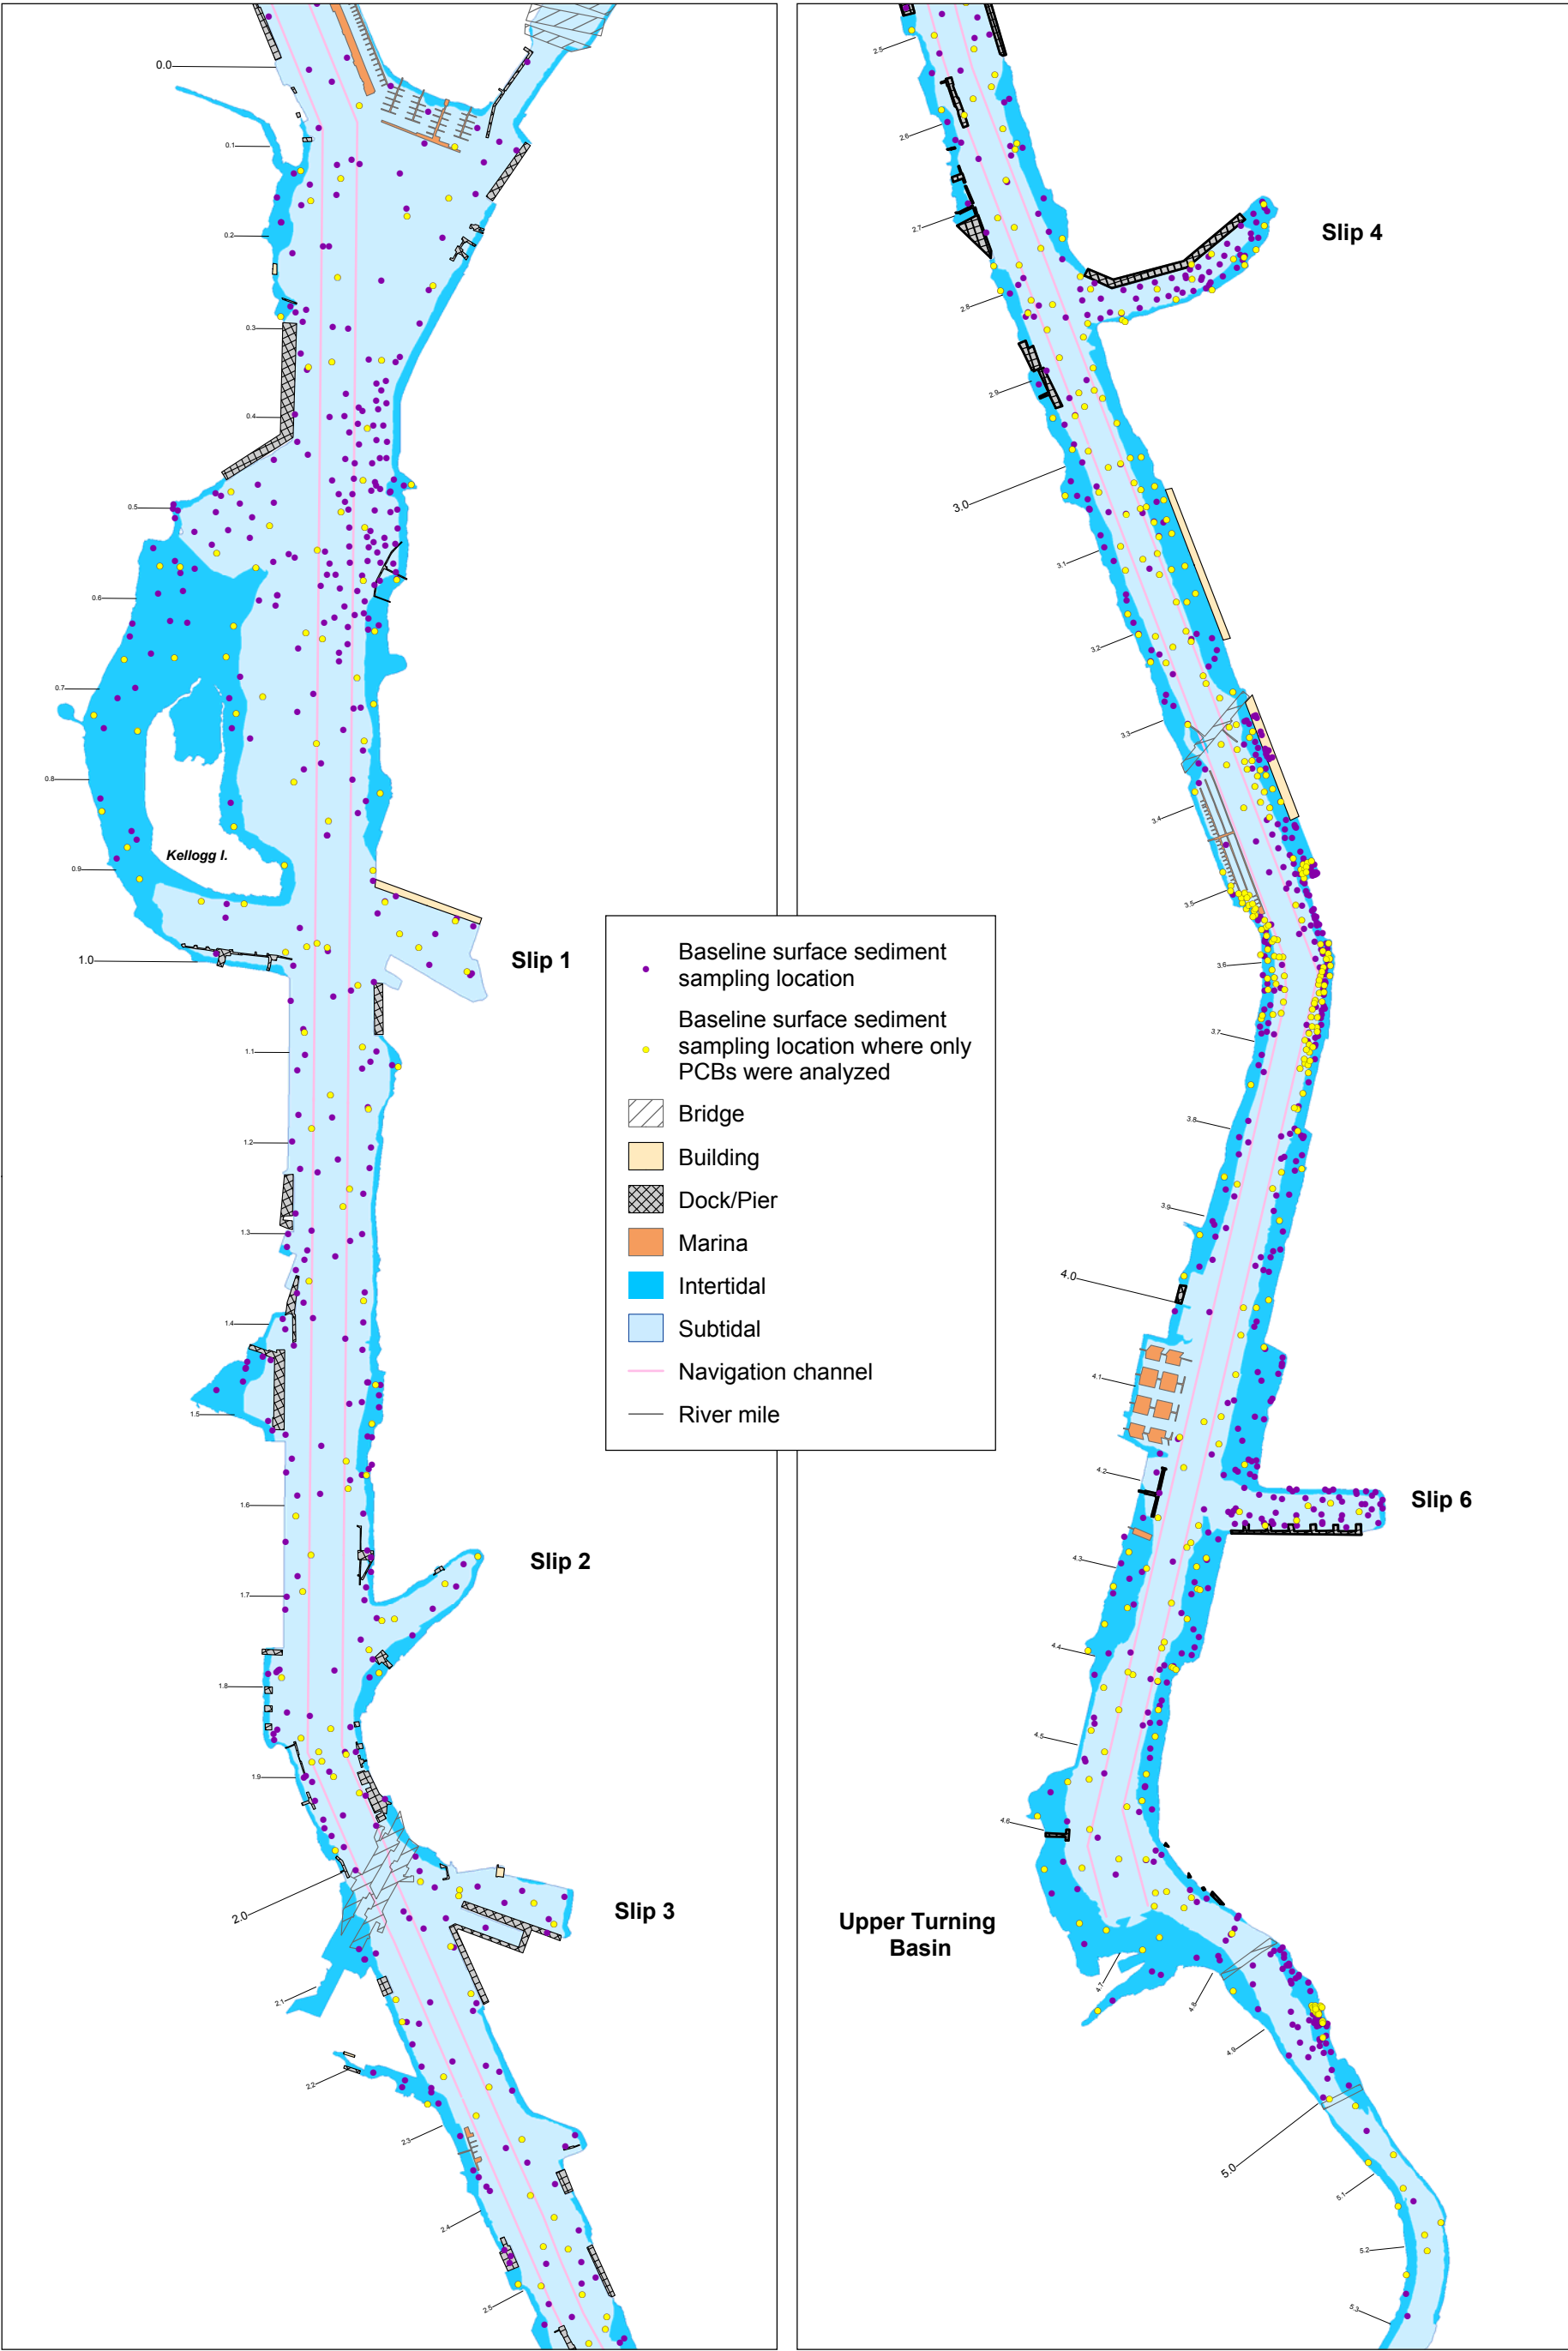 0.0
0.1
0.2
0.3
0.4
0.5
0.6
0.7
0.8
Kellogg I.
0.9
1.0
Slip 1
1.1
1.2
1.3
1.4
1.5
1.6
Slip 2
1.7
1.8
1.9
2.0
Slip 3
2.1
2.2
2.3
2.4
2.5
Baseline surface sediment
sampling location
Baseline surface sediment
sampling location where only
PCBs were analyzed
Bridge
Building
Dock/Pier
Marina
Intertidal
Subtidal
Navigation channel
River mile
2.5
2.6
2.7
Slip 4
2.8
2.9
3.0
3.1
3.2
3.3
3.4
3.5
3.6
3.7
3.8
3.9
4.0
4.1
4.2
Slip 6
4.3
4.4
4.5
4.6
Upper Turning
Basin
4.7
4.8
4.9
5.0
5.1
5.2
5.3